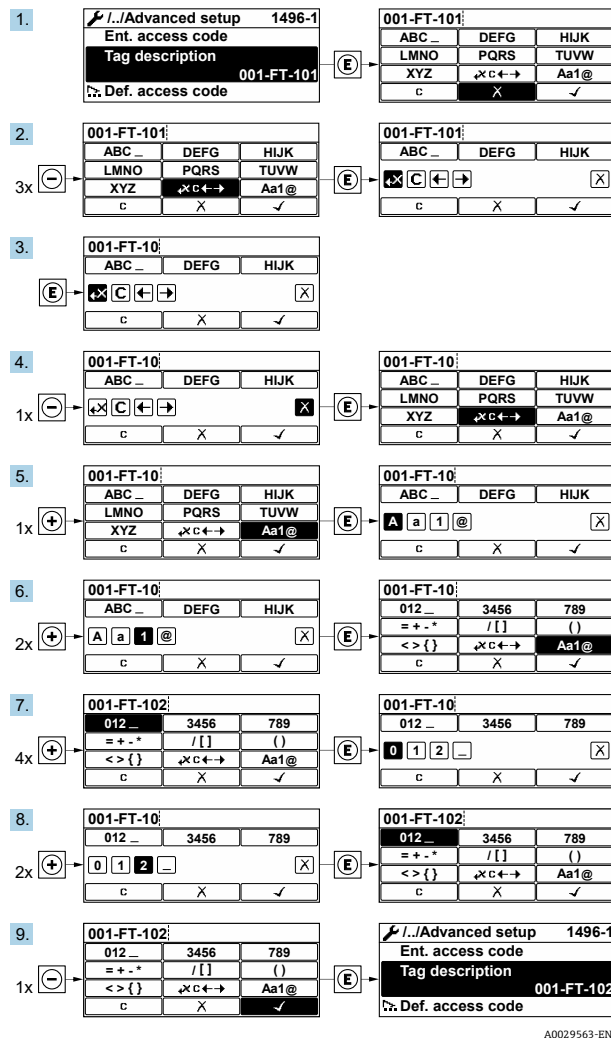 1.
/../Advanced setup 1496-1
Ent. access code
Tag description
001-FT-101
Def. access code
E
001-FT-101
ABC _ DEFG HIJK
LMNO PQRS TUVW
XYZ C ← → Aa1@
C X ✓
2.
3x −
001-FT-101
ABC _ DEFG HIJK
LMNO PQRS TUVW
XYZ C ← → Aa1@
C X ✓
E
001-FT-101
ABC _ DEFG HIJK
C ← → X
C X ✓
3.
E
001-FT-10
ABC _ DEFG HIJK
C ← → X
C X ✓
4.
1x −
001-FT-10
ABC _ DEFG HIJK
C ← → X
C X ✓
E
001-FT-10
ABC _ DEFG HIJK
LMNO PQRS TUVW
XYZ C ← → Aa1@
C X ✓
5.
1x +
001-FT-10
ABC _ DEFG HIJK
LMNO PQRS TUVW
XYZ C ← → Aa1@
C X ✓
E
001-FT-10
ABC _ DEFG HIJK
A a 1 @ X
C X ✓
6.
2x +
001-FT-10
ABC _ DEFG HIJK
A a 1 @ X
C X ✓
E
001-FT-10
012 _ 3456 789
= + - * / [ ] ( )
< > { } C ← → Aa1@
C X ✓
7.
4x +
001-FT-102
012 _ 3456 789
= + - * / [ ] ( )
< > { } C ← → Aa1@
C X ✓
E
001-FT-10
012 _ 3456 789
0 1 2 _ X
C X ✓
8.
2x +
001-FT-10
012 _ 3456 789
0 1 2 _ X
C X ✓
E
001-FT-102
012 _ 3456 789
= + - * / [ ] ( )
< > { } C ← → Aa1@
C X ✓
9.
1x −
001-FT-102
012 _ 3456 789
= + - * / [ ] ( )
< > { } C ← → Aa1@
C X ✓
E
/../Advanced setup 1496-1
Ent. access code
Tag description
001-FT-102
Def. access code
A0029563-EN